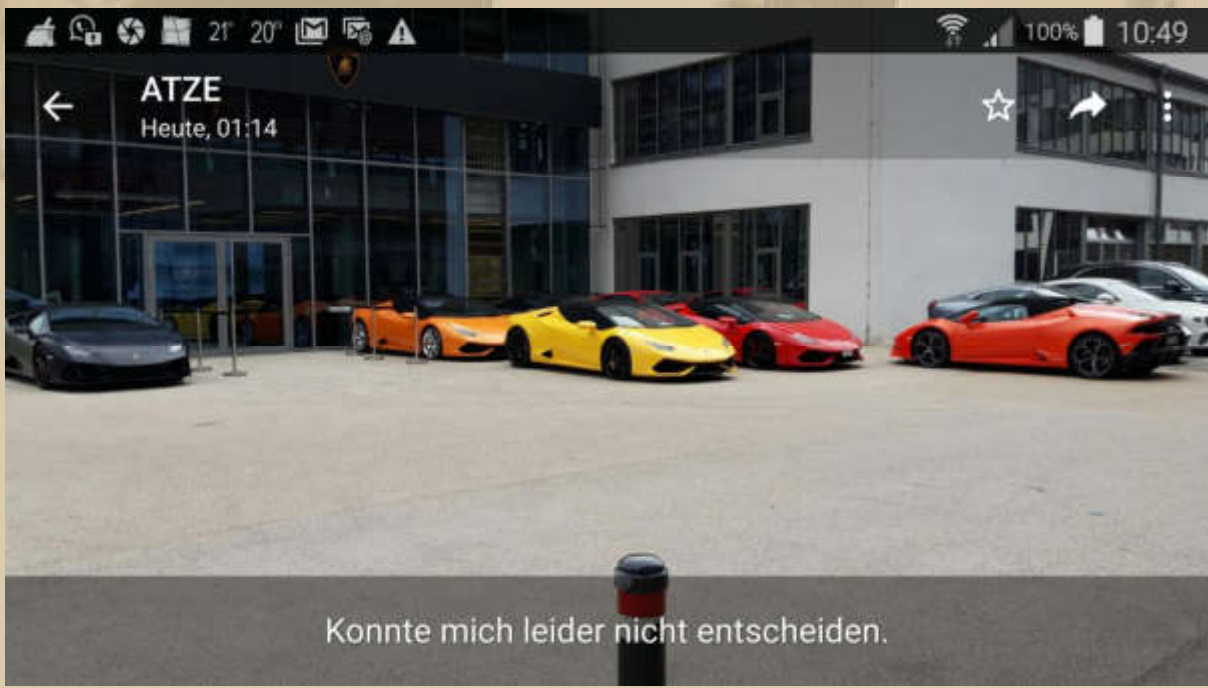 21° 20° 100% 10:49
ATZE
Heute, 01:14
Konnte mich leider nicht entscheiden.